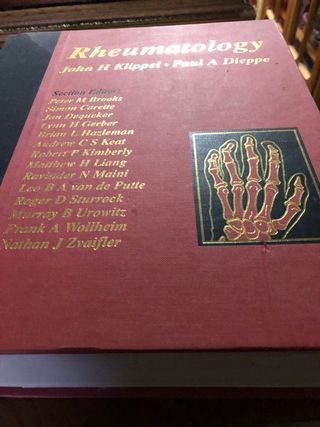 Rheumatology
John H Klippel • Paul A Dieppe
Section Editors
Peter M Brooks
Simon Carette
Jan Dequeker
Lynn H Gerber
Brian L Hazleman
Andrew C S Keat
Robert P Kimberly
Matthew H Liang
Ravinder N Maini
Leo B A van de Putte
Roger D Sturrock
Murray B Urowitz
Frank A Wollheim
Nathan J Zvaifler